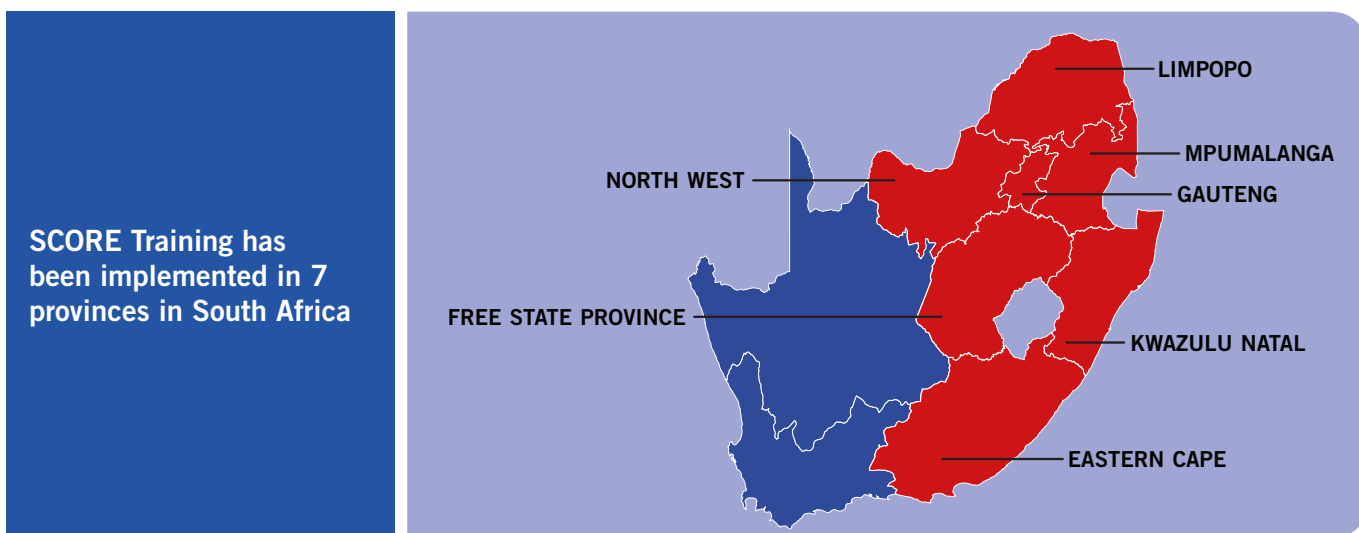 SCORE Training has
been implemented in 7
provinces in South Africa
LIMPOPO
MPUMALANGA
NORTH WEST
GAUTENG
FREE STATE PROVINCE
KWAZULU NATAL
EASTERN CAPE